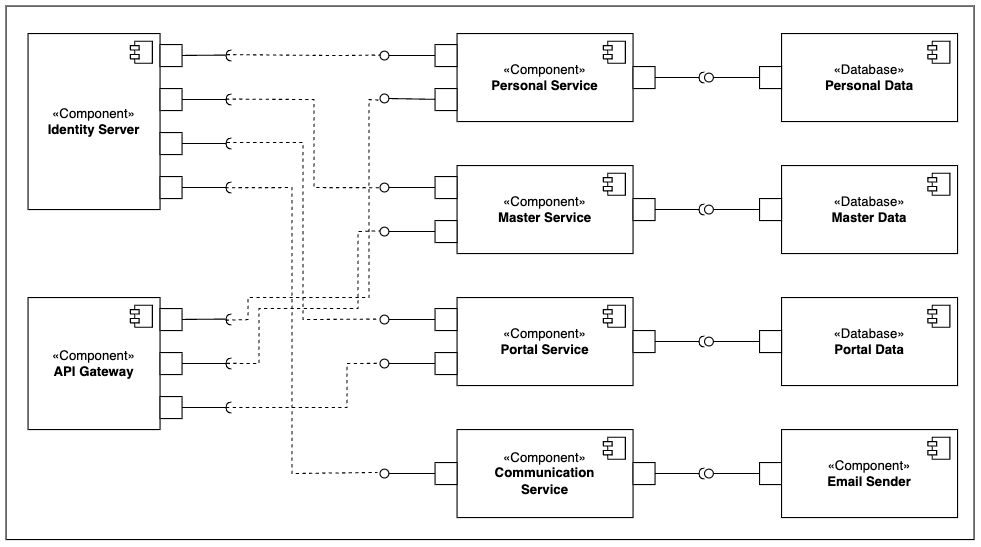 «Component»
Identity Server
«Component»
Personal Service
«Database»
Personal Data
«Component»
Master Service
«Database»
Master Data
«Component»
API Gateway
«Component»
Portal Service
«Database»
Portal Data
«Component»
Communication
Service
«Component»
Email Sender